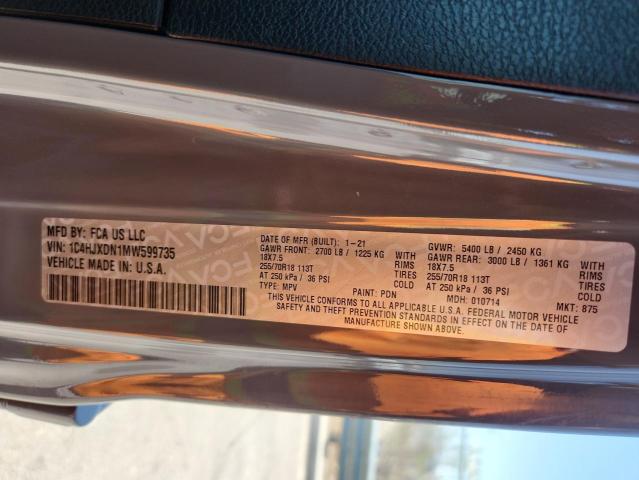 MFD BY: FCA US LLC
VIN: 1C4HJXDN1MW599735
VEHICLE MADE IN U.S.A.
DATE OF MFR (BUILT): 1-21
GAWR FRONT: 2700 LB / 1225 KG WITH
18X7.5 RIMS
255/70R18 113T TIRES
AT 250 kPa / 36 PSI COLD
TYPE: MPV PAINT: PDN
GVWR: 5400 LB / 2450 KG
GAWR REAR: 3000 LB / 1361 KG WITH
18X7.5 RIMS
255/70R18 113T TIRES
AT 250 kPa / 36 PSI COLD
MDH: 010714 MKT: 875
THIS VEHICLE CONFORMS TO ALL APPLICABLE U.S.A. FEDERAL MOTOR VEHICLE
SAFETY AND THEFT PREVENTION STANDARDS IN EFFECT ON THE DATE OF
MANUFACTURE SHOWN ABOVE.